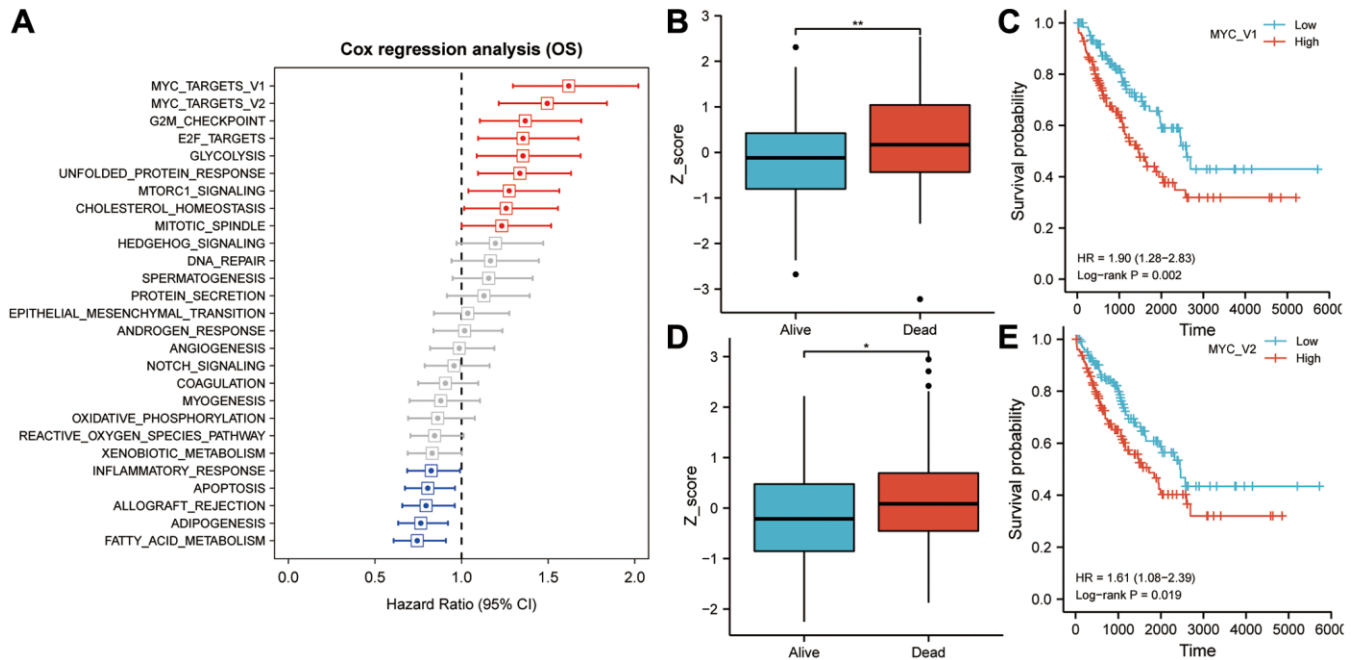 A
Cox regression analysis (OS)
MYC_TARGETS_V1
MYC_TARGETS_V2
G2M_CHECKPOINT
E2F_TARGETS
GLYCOLYSIS
UNFOLDED_PROTEIN_RESPONSE
MTORC1_SIGNALING
CHOLESTEROL_HOMEOSTASIS
MITOTIC_SPINDLE
HEDGEHOG_SIGNALING
DNA_REPAIR
SPERMATOGENESIS
PROTEIN_SECRETION
EPITHELIAL_MESENCHYMAL_TRANSITION
ANDROGEN_RESPONSE
ANGIOGENESIS
NOTCH_SIGNALING
COAGULATION
MYOGENESIS
OXIDATIVE_PHOSPHORYLATION
REACTIVE_OXYGEN_SPECIES_PATHWAY
XENOBIOTIC_METABOLISM
INFLAMMATORY_RESPONSE
APOPTOSIS
ALLOGRAFT_REJECTION
ADIPOGENESIS
FATTY_ACID_METABOLISM
0.0 0.5 1.0 1.5 2.0
Hazard Ratio (95% CI)
B
**
3
2
1
0
−1
−2
−3
Z_score
Alive Dead
C
MYC_V1
Low
High
1.0
0.8
0.6
0.4
0.2
0.0
Survival probability
HR = 1.90 (1.28−2.83)
Log−rank P = 0.002
0 1000 2000 3000 4000 5000 6000
Time
D
*
3
2
1
0
−1
−2
Z_score
Alive Dead
E
MYC_V2
Low
High
1.0
0.8
0.6
0.4
0.2
0.0
Survival probability
HR = 1.61 (1.08−2.39)
Log−rank P = 0.019
0 1000 2000 3000 4000 5000 6000
Time